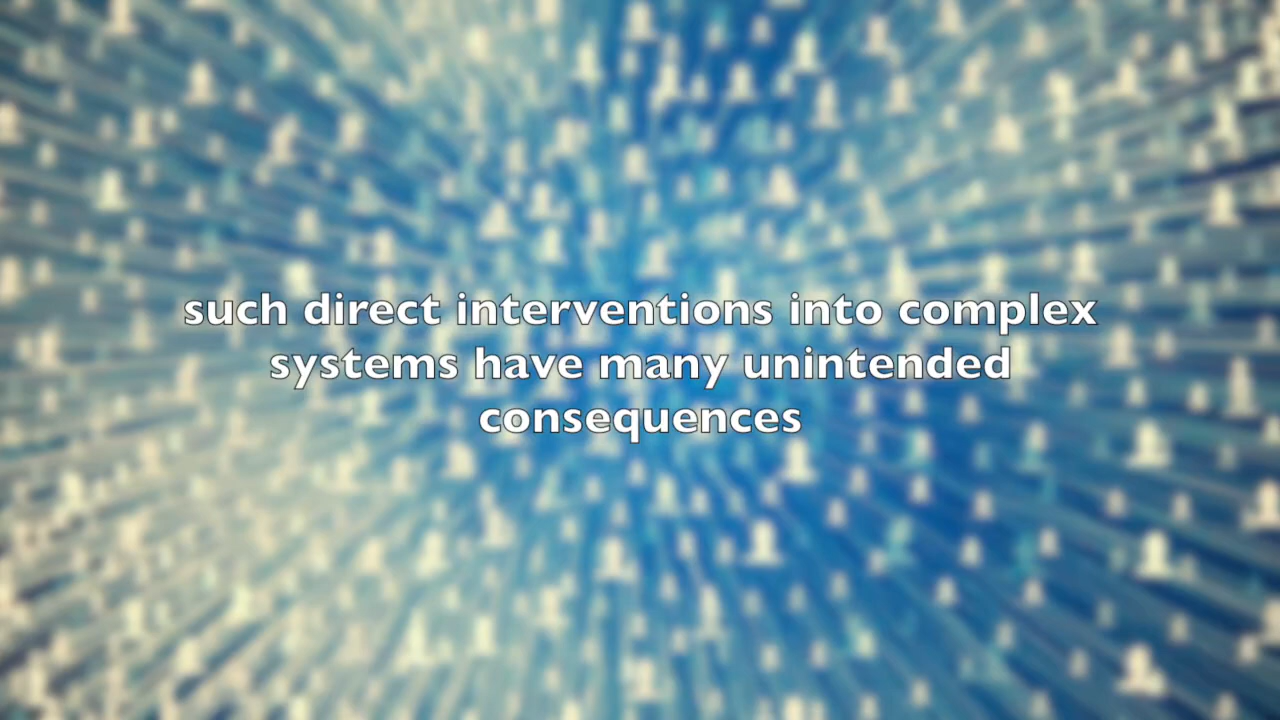 such direct interventions into complex
systems have many unintended
consequences